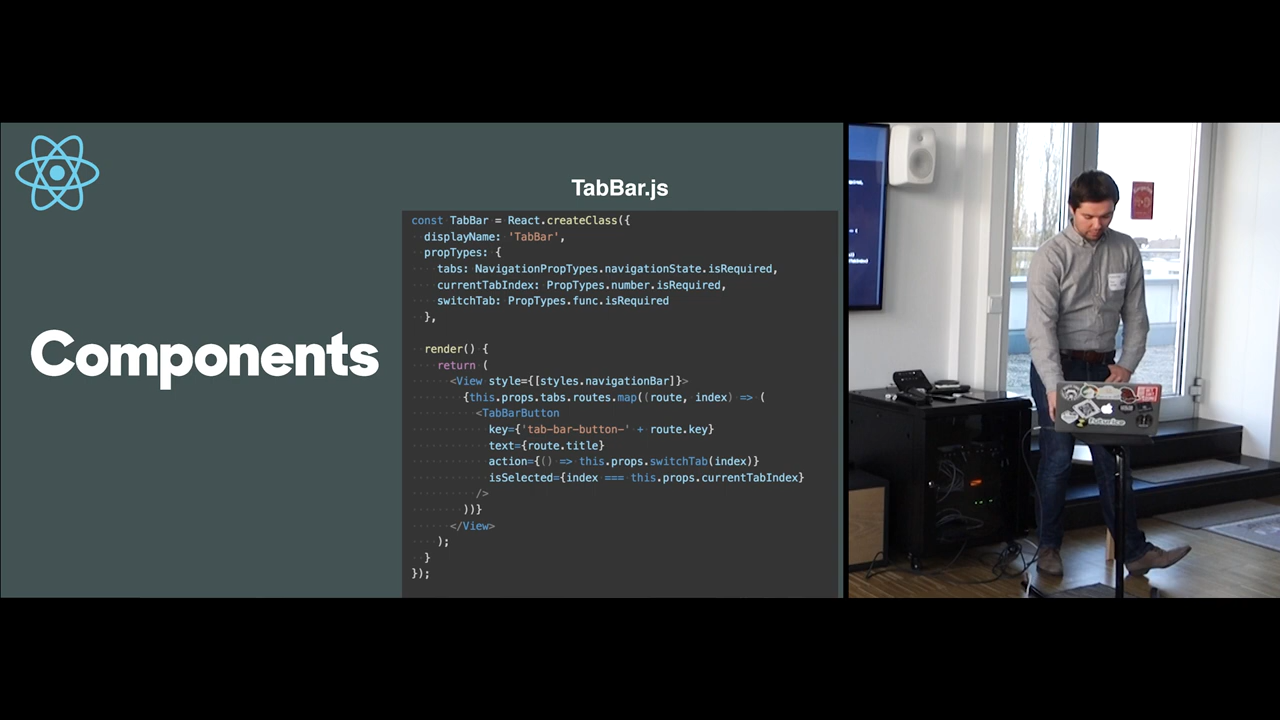 TabBar.js
Components
const TabBar = React.createClass({
displayName: 'TabBar',
propTypes: {
tabs: NavigationPropTypes.navigationState.isRequired,
currentTabIndex: PropTypes.number.isRequired,
switchTab: PropTypes.func.isRequired
},
render() {
return (
<View style={[styles.navigationBar]}>
{this.props.tabs.routes.map((route, index) => (
<TabBarButton
key={'tab-bar-button-' + route.key}
text={route.title}
action={() => this.props.switchTab(index)}
isSelected={index === this.props.currentTabIndex}
/>
))}
</View>
);
}
});
futurice